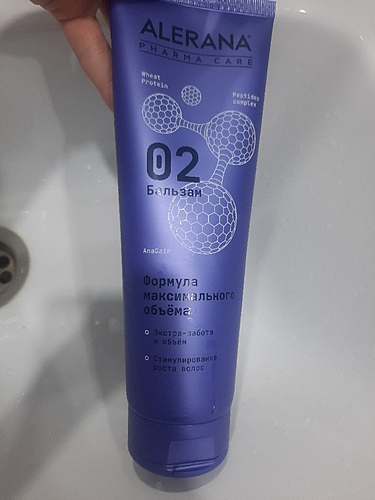 ALERANA®
PHARMA CARE
Wheat
Protein
Peptides
complex
02
Бальзам
AnaGain
Формула
максимального
объёма
Экстра-забота
и объём
Стимулирование
роста волос